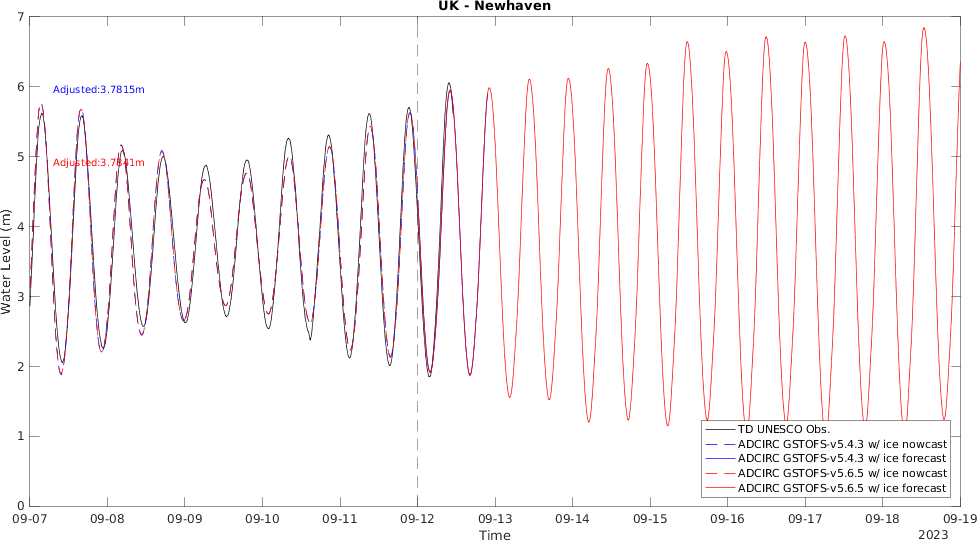 UK - Newhaven
7
6
5
4
3
2
1
0
Water Level (m)
Adjusted:3.7815m
Adjusted:3.7841m
TD UNESCO Obs.
ADCIRC GSTOFS-v5.4.3 w/ ice nowcast
ADCIRC GSTOFS-v5.4.3 w/ ice forecast
ADCIRC GSTOFS-v5.6.5 w/ ice nowcast
ADCIRC GSTOFS-v5.6.5 w/ ice forecast
09-07 09-08 09-09 09-10 09-11 09-12 09-13 09-14 09-15 09-16 09-17 09-18 09-19
Time
2023